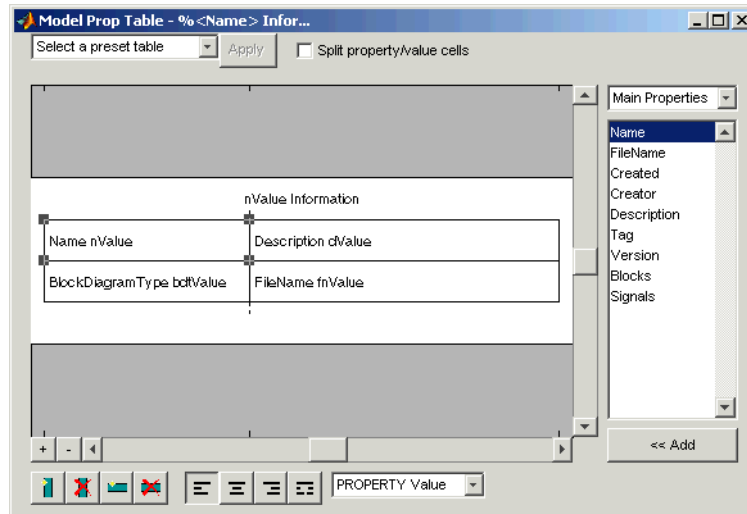 Model Prop Table - %<Name> Infor...
Select a preset table Apply Split property/value cells
Main Properties
Name
FileName
Created
Creator
Description
Tag
Version
Blocks
Signals
nValue Information
Name nValue Description dValue
BlockDiagramType bdtValue FileName fnValue
+ -
<< Add
PROPERTY Value